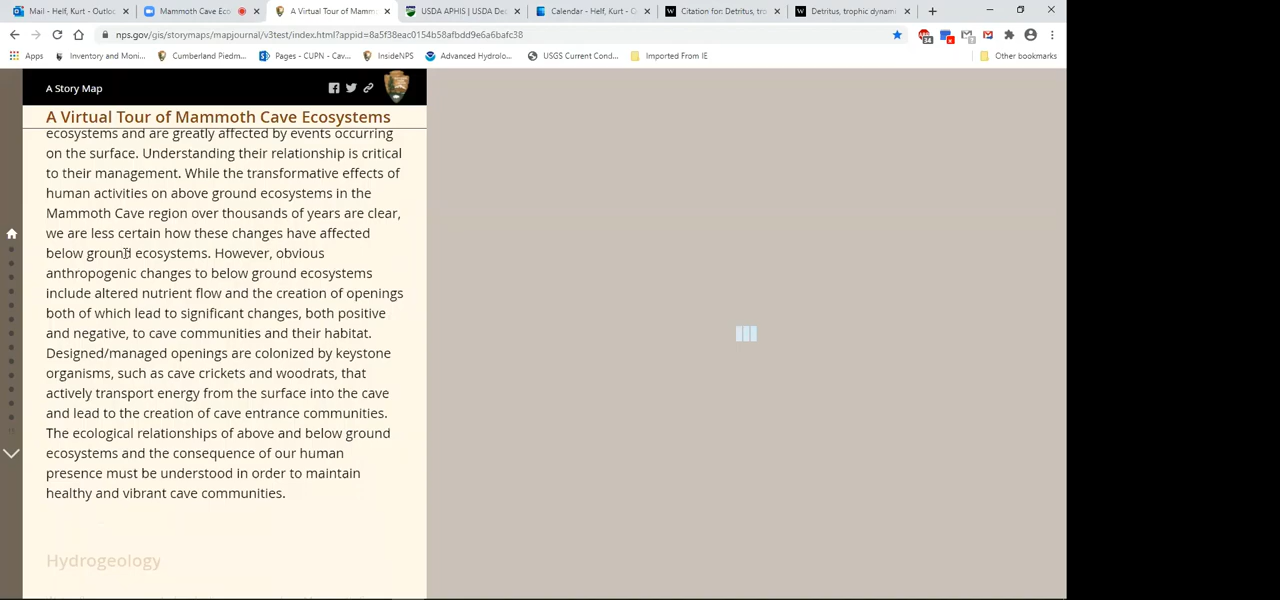 Mail - Helf, Kurt - Outloo
Mammoth Cave Eco
A Virtual Tour of Mamm
USDA APHIS | USDA De
Calendar - Helf, Kurt - O
Citation for: Detritus, tro
Detritus, trophic dynami
nps.gov/gis/storymaps/mapjournal/v3test/index.html?appid=8a5f38eac0154b58afbdd9e6a6bafc38
Apps
Inventory and Moni...
Cumberland Piedm...
Pages - CUPN - Cav...
InsideNPS
Advanced Hydrolo...
USGS Current Cond...
Imported From IE
Other bookmarks
A Story Map
A Virtual Tour of Mammoth Cave Ecosystems
ecosystems and are greatly affected by events occurring
on the surface. Understanding their relationship is critical
to their management. While the transformative effects of
human activities on above ground ecosystems in the
Mammoth Cave region over thousands of years are clear,
we are less certain how these changes have affected
below ground ecosystems. However, obvious
anthropogenic changes to below ground ecosystems
include altered nutrient flow and the creation of openings
both of which lead to significant changes, both positive
and negative, to cave communities and their habitat.
Designed/managed openings are colonized by keystone
organisms, such as cave crickets and woodrats, that
actively transport energy from the surface into the cave
and lead to the creation of cave entrance communities.
The ecological relationships of above and below ground
ecosystems and the consequence of our human
presence must be understood in order to maintain
healthy and vibrant cave communities.
Hydrogeology